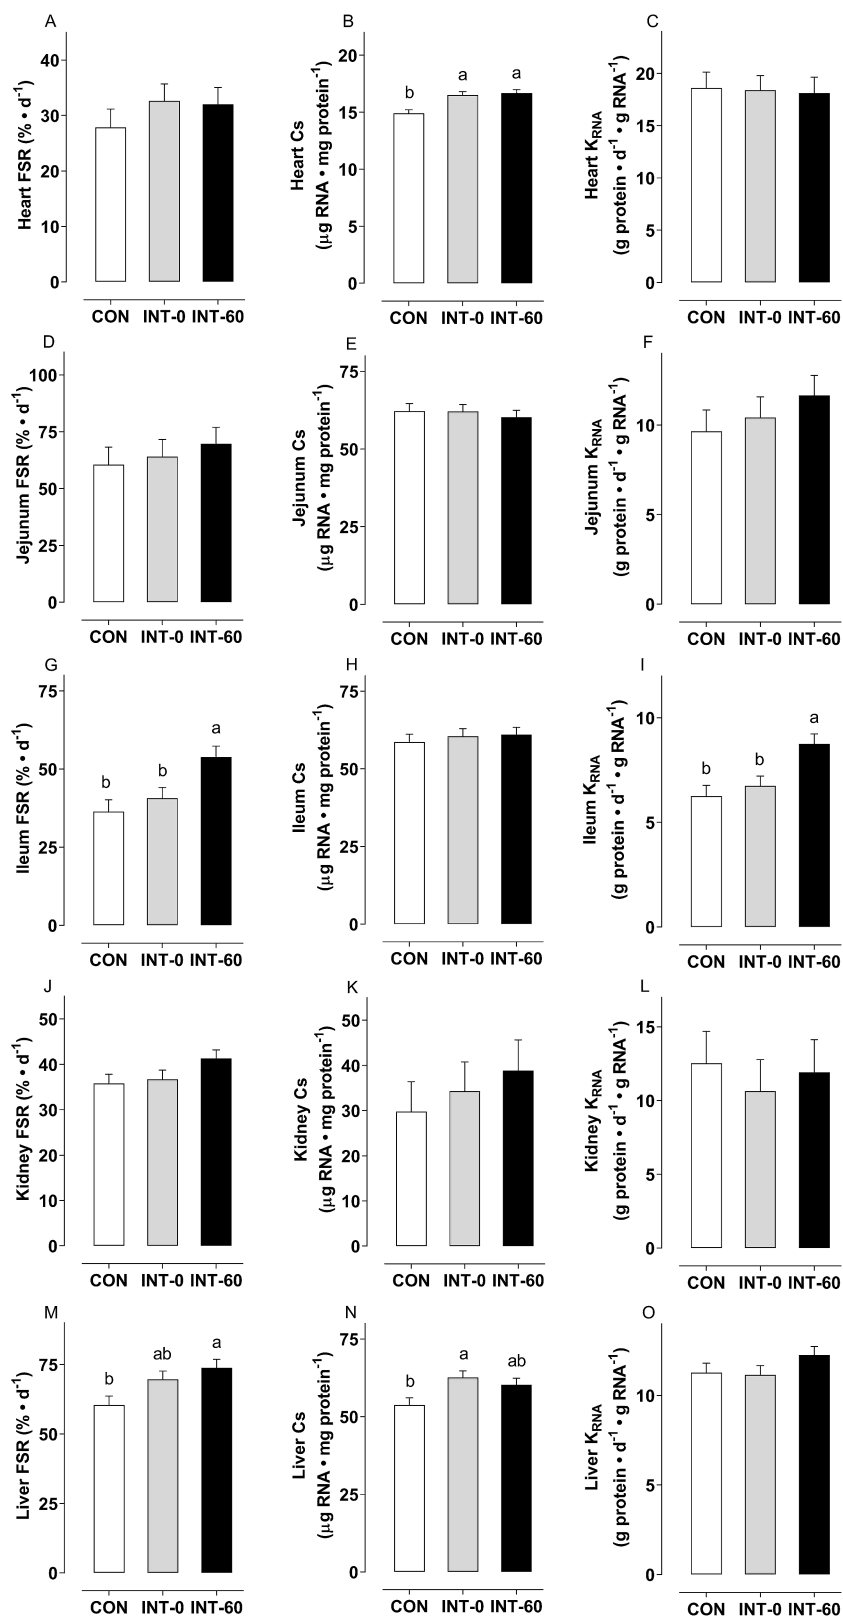 A
Heart FSR (% • d⁻¹)
40
30
20
10
0
CON INT-0 INT-60
B
Heart Cs
(µg RNA • mg protein⁻¹)
20
15
10
5
0
b
a
a
CON INT-0 INT-60
C
Heart K_RNA
(g protein • d⁻¹ • g RNA⁻¹)
20
15
10
5
0
CON INT-0 INT-60
D
Jejunum FSR (% • d⁻¹)
100
75
50
25
0
CON INT-0 INT-60
E
Jejunum Cs
(µg RNA • mg protein⁻¹)
75
50
25
0
CON INT-0 INT-60
F
Jejunum K_RNA
(g protein • d⁻¹ • g RNA⁻¹)
10
5
0
CON INT-0 INT-60
G
Ileum FSR (% • d⁻¹)
75
50
25
0
b
b
a
CON INT-0 INT-60
H
Ileum Cs
(µg RNA • mg protein⁻¹)
75
50
25
0
CON INT-0 INT-60
I
Ileum K_RNA
(g protein • d⁻¹ • g RNA⁻¹)
10
5
0
b
b
a
CON INT-0 INT-60
J
Kidney FSR (% • d⁻¹)
50
40
30
20
10
0
CON INT-0 INT-60
K
Kidney Cs
(µg RNA • mg protein⁻¹)
50
40
30
20
10
0
CON INT-0 INT-60
L
Kidney K_RNA
(g protein • d⁻¹ • g RNA⁻¹)
15
10
5
0
CON INT-0 INT-60
M
Liver FSR (% • d⁻¹)
75
50
25
0
b
ab
a
CON INT-0 INT-60
N
Liver Cs
(µg RNA • mg protein⁻¹)
75
50
25
0
b
a
ab
CON INT-0 INT-60
O
Liver K_RNA
(g protein • d⁻¹ • g RNA⁻¹)
10
5
0
CON INT-0 INT-60